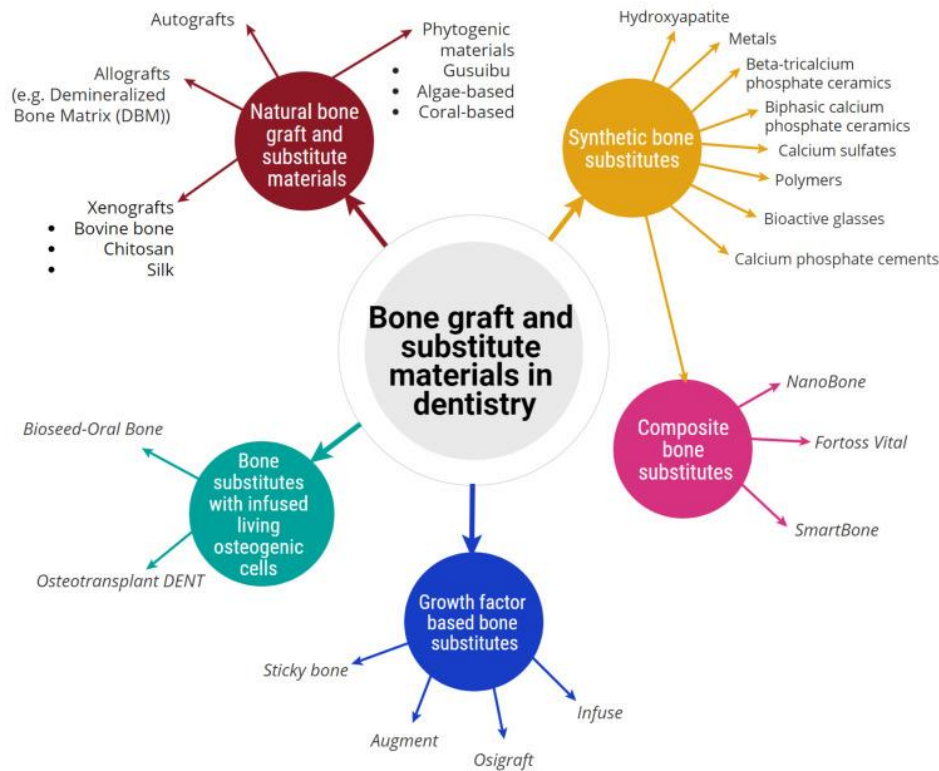 Bone graft and
substitute
materials in
dentistry
Natural bone
graft and
substitute
materials
Autografts
Allografts
(e.g. Demineralized
Bone Matrix (DBM))
Xenografts
• Bovine bone
• Chitosan
• Silk
Phytogenic
materials
• Gusuibu
• Algae-based
• Coral-based
Synthetic bone
substitutes
Hydroxyapatite
Metals
Beta-tricalcium
phosphate ceramics
Biphasic calcium
phosphate ceramics
Calcium sulfates
Polymers
Bioactive glasses
Calcium phosphate cements
Composite
bone
substitutes
NanoBone
Fortoss Vital
SmartBone
Growth factor
based bone
substitutes
Sticky bone
Augment
Osigraft
Infuse
Bone
substitutes
with infused
living
osteogenic
cells
Bioseed-Oral Bone
Osteotransplant DENT